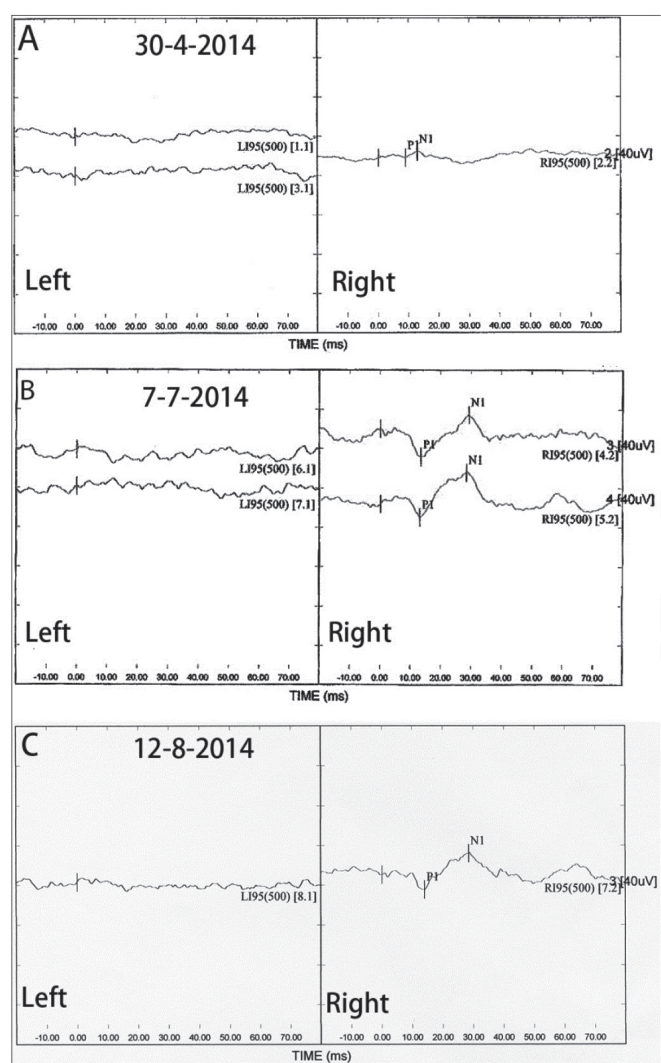 A
30-4-2014
LI95(500) [1.1]
LI95(500) [3.1]
Left
-10.00 0.00 10.00 20.00 30.00 40.00 50.00 60.00 70.00
P1
N1
2 [40uV]
RI95(500) [2.2]
Right
-10.00 0.00 10.00 20.00 30.00 40.00 50.00 60.00 70.00
TIME (ms)
B
7-7-2014
LI95(500) [6.1]
LI95(500) [7.1]
Left
-10.00 0.00 10.00 20.00 30.00 40.00 50.00 60.00 70.00
N1
P1
3 [40uV]
RI95(500) [4.2]
N1
P1
4 [40uV]
RI95(500) [5.2]
Right
-10.00 0.00 10.00 20.00 30.00 40.00 50.00 60.00 70.00
TIME (ms)
C
12-8-2014
LI95(500) [8.1]
Left
-10.00 0.00 10.00 20.00 30.00 40.00 50.00 60.00 70.00
N1
P1
3 [40uV]
RI95(500) [7.2]
Right
-10.00 0.00 10.00 20.00 30.00 40.00 50.00 60.00 70.00
TIME (ms)